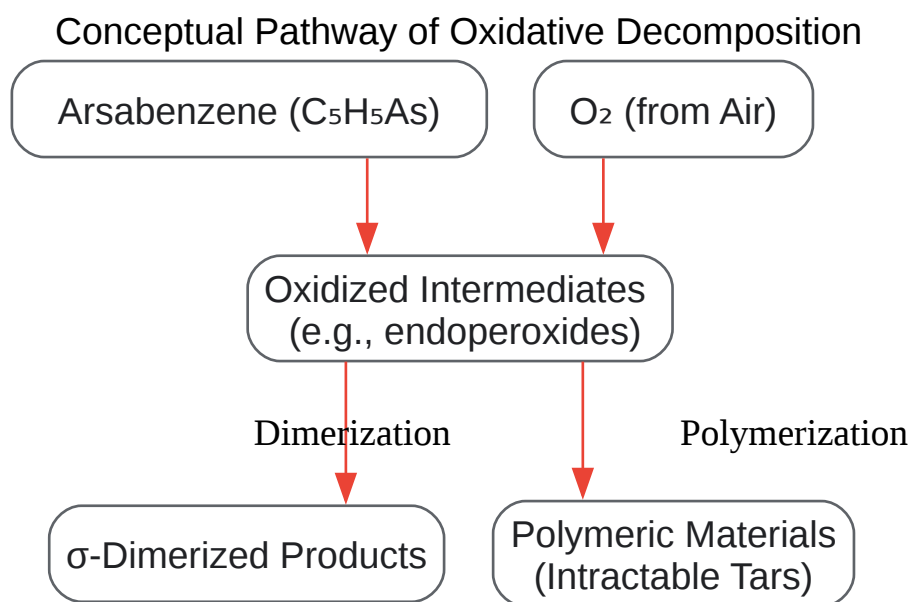 Conceptual Pathway of Oxidative Decomposition
Arsabenzene (C₅H₅As)
O₂ (from Air)
Oxidized Intermediates
(e.g., endoperoxides)
Dimerization
Polymerization
σ-Dimerized Products
Polymeric Materials
(Intractable Tars)